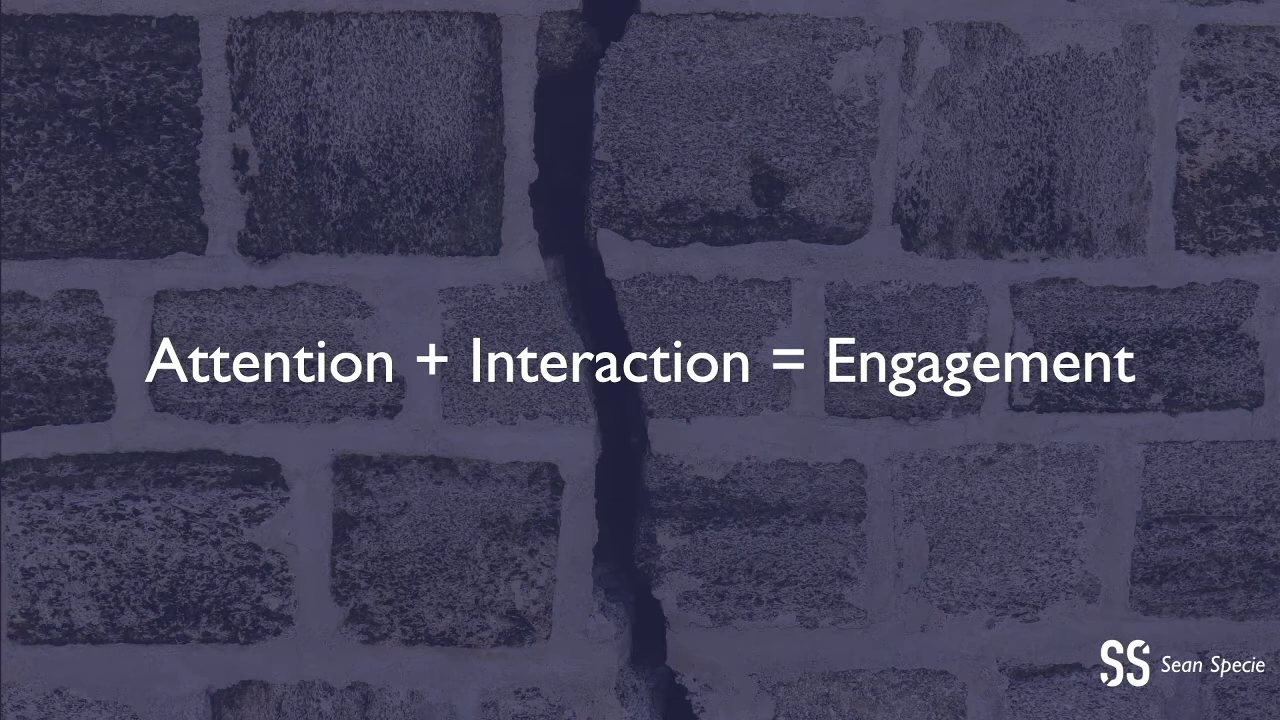 Attention + Interaction = Engagement
SS Sean Specie